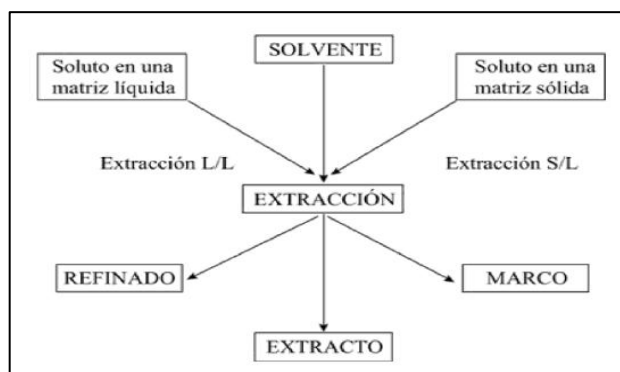 SOLVENTE
Soluto en una
matriz líquida
Soluto en una
matriz sólida
Extracción L/L
Extracción S/L
EXTRACCIÓN
REFINADO
MARCO
EXTRACTO